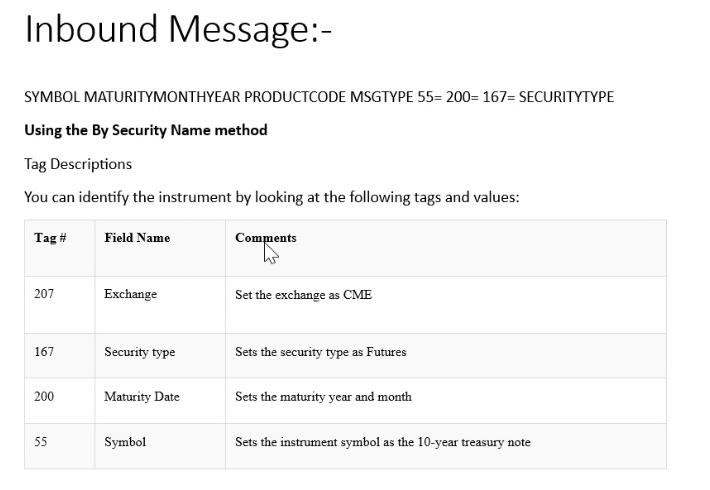 Inbound Message:-
SYMBOL MATURITYMONTHYEAR PRODUCTCODE MSGTYPE 55= 200= 167= SECURITYTYPE
Using the By Security Name method
Tag Descriptions
You can identify the instrument by looking at the following tags and values:
Tag # Field Name Comments
207 Exchange Set the exchange as CME
167 Security type Sets the security type as Futures
200 Maturity Date Sets the maturity year and month
55 Symbol Sets the instrument symbol as the 10-year treasury note